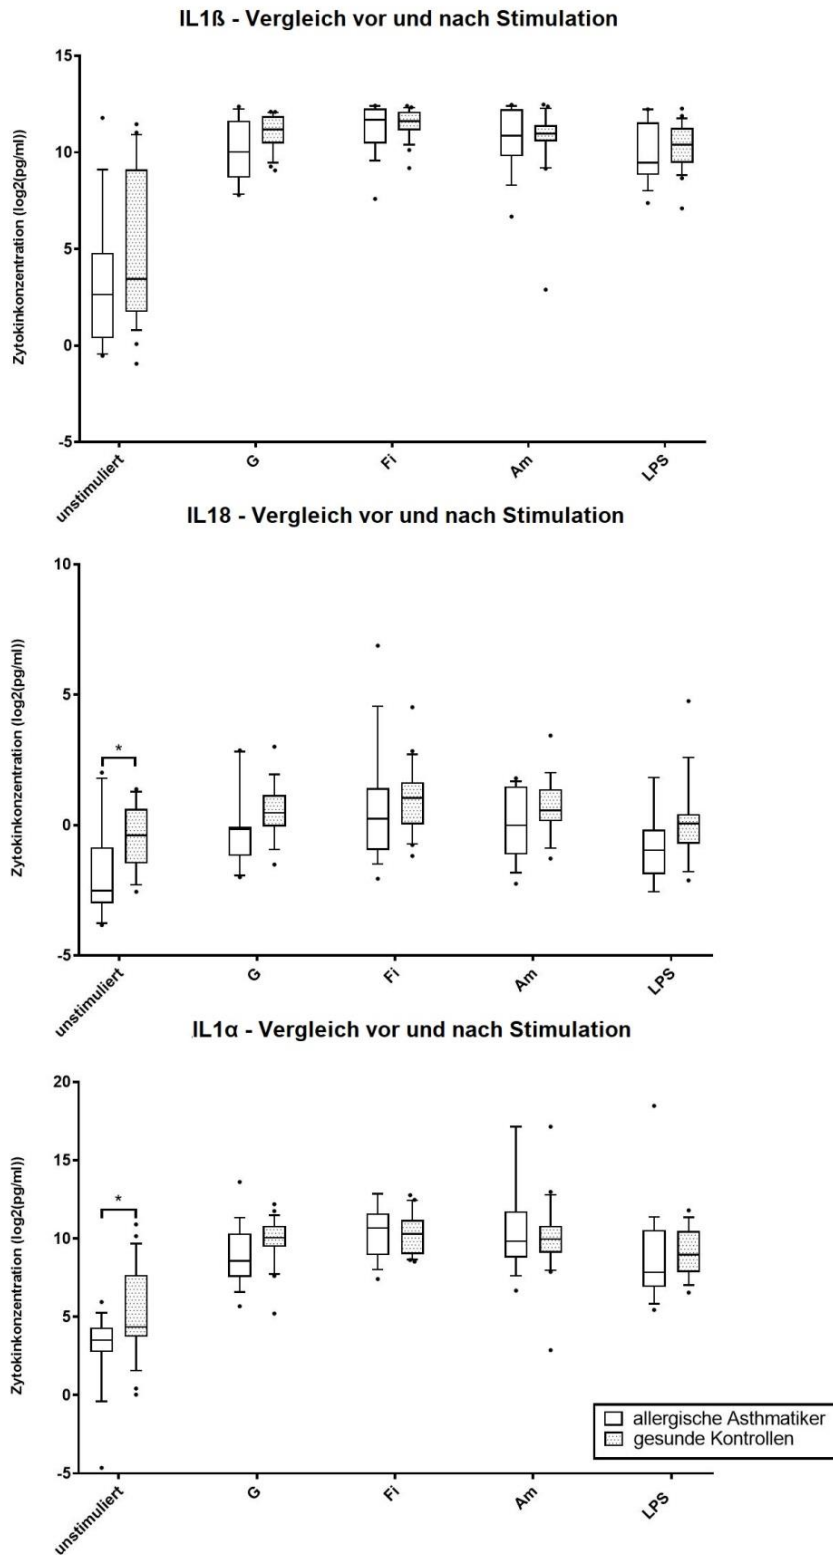 IL1ß - Vergleich vor und nach Stimulation
Zytokinkonzentration (log2(pg/ml))
15
10
5
0
-5
unstimuliert
G
Fi
Am
LPS
IL18 - Vergleich vor und nach Stimulation
Zytokinkonzentration (log2(pg/ml))
10
5
0
-5
*
unstimuliert
G
Fi
Am
LPS
IL1α - Vergleich vor und nach Stimulation
Zytokinkonzentration (log2(pg/ml))
20
15
10
5
0
-5
*
unstimuliert
G
Fi
Am
LPS
allergische Asthmatiker
gesunde Kontrollen